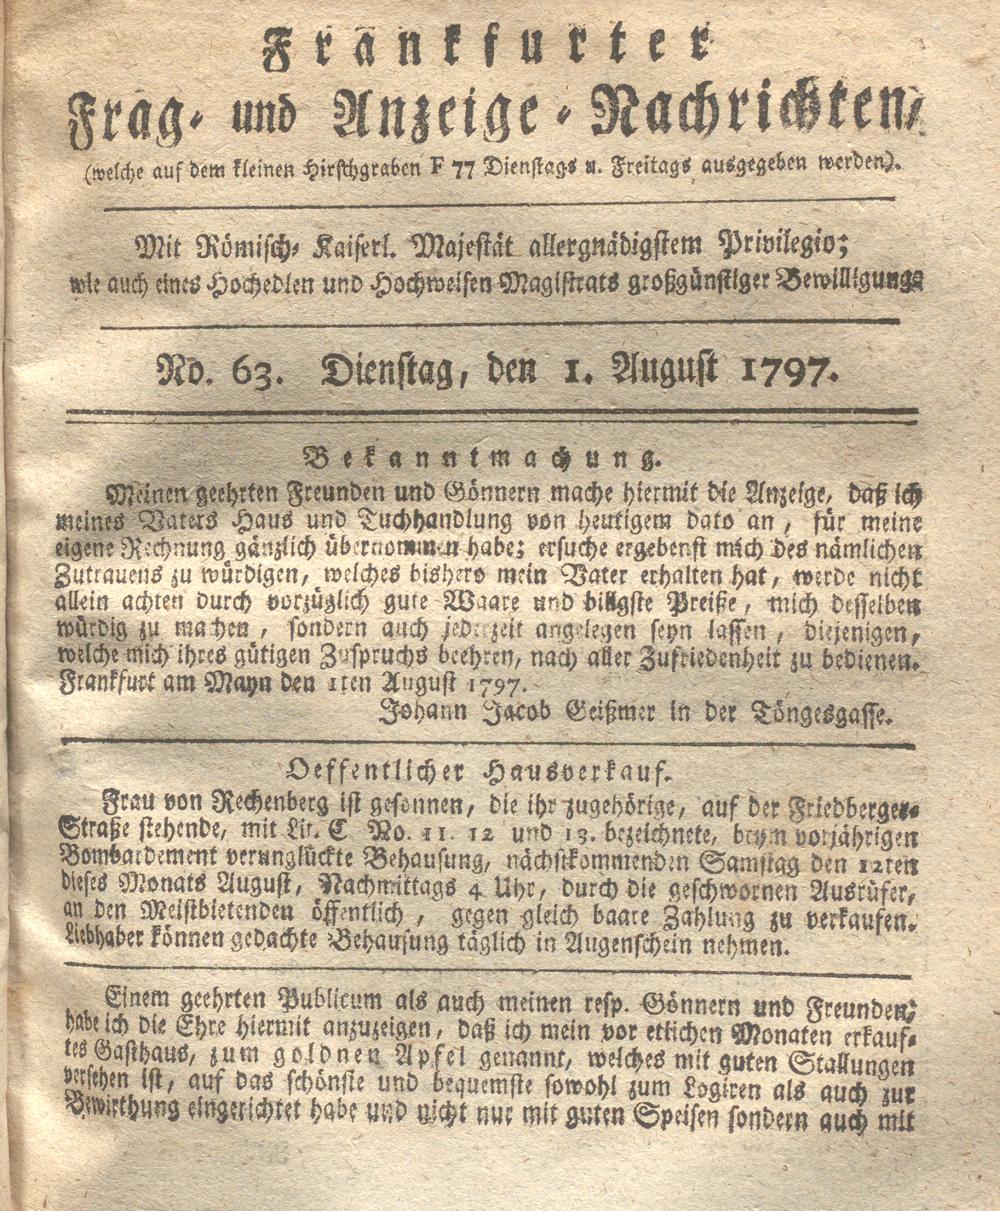 Frankfurter
Frag- und Anzeige-Nachrichten,
(welche auf dem kleinen Hirschgraben F 77 Dienstags u. Freitags ausgegeben werden).
Mit Römisch- Kaiserl. Majestät allergnädigstem Privilegio;
wie auch eines Hochedlen und Hochweisen Magistrats großgünstiger Bewilligung.
No. 63. Dienstag, den 1. August 1797.
Bekanntmachung.
Meinen geehrten Freunden und Gönnern mache hiermit die Anzeige, daß ich
meines Vaters Haus und Tuchhandlung von heutigem dato an, für meine
eigene Rechnung gänzlich übernommen habe; ersuche ergebenst mich des nämlichen
Zutrauens zu würdigen, welches bishero mein Vater erhalten hat, werde nicht
allein achten durch vorzüglich gute Waare und billigste Preiße, mich desselben
würdig zu machen, sondern auch jederzeit angelegen seyn lassen, diejenigen,
welche mich ihres gütigen Zuspruchs beehren, nach aller Zufriedenheit zu bedienen.
Frankfurt am Mayn den 1ten August 1797.
Johann Jacob Geißmer in der Töngesgasse.
Oeffentlicher Hausverkauf.
Frau von Rechenberg ist gesonnen, die ihr zugehörige, auf der Friedberger-
Straße stehende, mit Lit. C No. 11. 12 und 13. bezeichnete, beym vorjährigen
Bombardement verunglückte Behausung, nächstkommenden Samstag den 12ten
dieses Monats August, Nachmittags 4 Uhr, durch die geschwornen Ausrüfer,
an den Meistbietenden öffentlich, gegen gleich baare Zahlung zu verkaufen.
Liebhaber können gedachte Behausung täglich in Augenschein nehmen.
Einem geehrten Publicum als auch meinen resp. Gönnern und Freunden,
habe ich die Ehre hiermit anzuzeigen, daß ich mein vor etlichen Monaten erkauf-
tes Gasthaus, zum goldnen Apfel genannt, welches mit guten Stallungen
versehen ist, auf das schönste und bequemste sowohl zum Logiren als auch zur
Bewirthung eingerichtet habe und nicht nur mit guten Speisen sondern auch mit